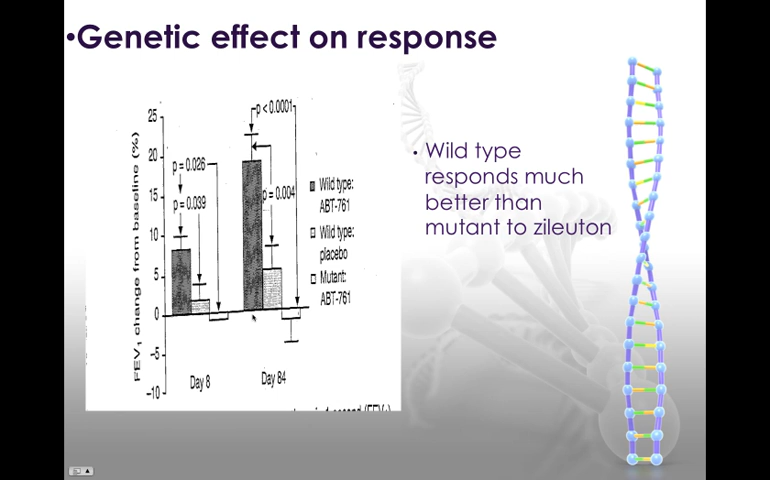 •Genetic effect on response
25
20
15
10
5
0
−5
−10
FEV₁ change from baseline (%)
p < 0.0001
p = 0.026
p = 0.039
p = 0.004
Wild type:
ABT-761
Wild type:
placebo
Mutant:
ABT-761
Day 8
Day 84
• Wild type
responds much
better than
mutant to zileuton